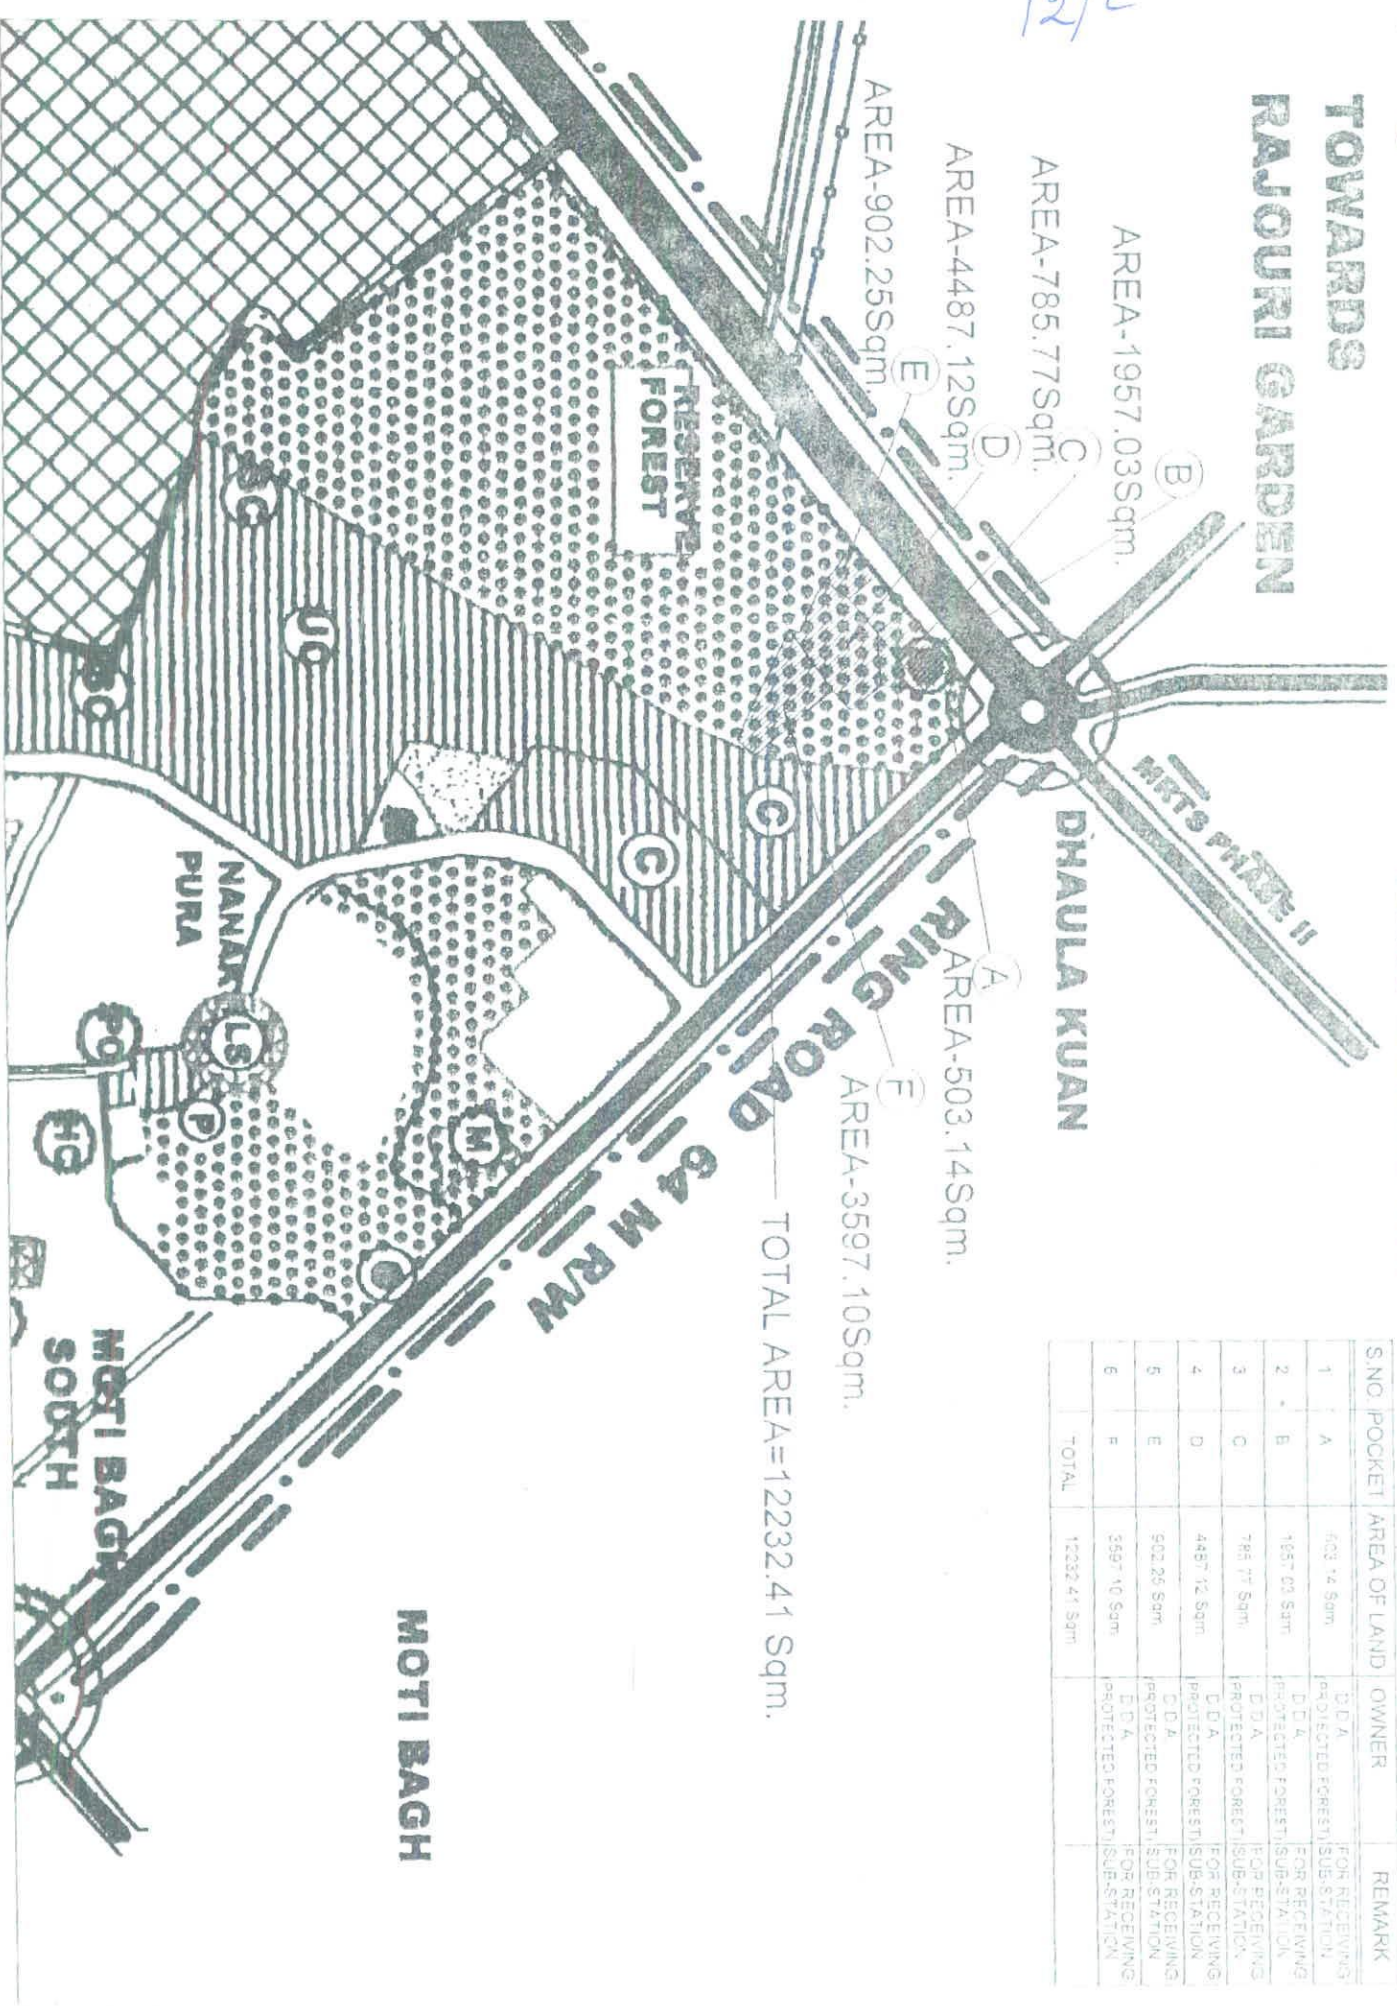 TOWARDS
RAJOURI GARDEN
B
AREA-1957.03Sqm.
C
AREA-785.77Sqm.
D
AREA-4487.12Sqm.
E
AREA-902.25Sqm.
MRTS PHASE II
DHAULA KUAN
A
AREA-503.14Sqm.
F
AREA-3597.10Sqm.
RING ROAD 64 M R/W
TOTAL AREA=12232.41 Sqm.
RESERVE
FOREST
SC
UC
C
C
NANAK
PURA
LS
PO
P
HC
M
MOTI BAGH
SOUTH
MOTI BAGH
S.NO. POCKET AREA OF LAND OWNER REMARK
1 A 503.14 Sqm. D.D.A. (PROTECTED FOREST) FOR RECEIVING SUB-STATION
2 B 1957.03 Sqm. D.D.A. (PROTECTED FOREST) FOR RECEIVING SUB-STATION
3 C 785.77 Sqm. D.D.A. (PROTECTED FOREST) FOR RECEIVING SUB-STATION
4 D 4487.12 Sqm. D.D.A. (PROTECTED FOREST) FOR RECEIVING SUB-STATION
5 E 902.25 Sqm. D.D.A. (PROTECTED FOREST) FOR RECEIVING SUB-STATION
6 F 3597.10 Sqm. D.D.A. (PROTECTED FOREST) FOR RECEIVING SUB-STATION
TOTAL 12232.41 Sqm.